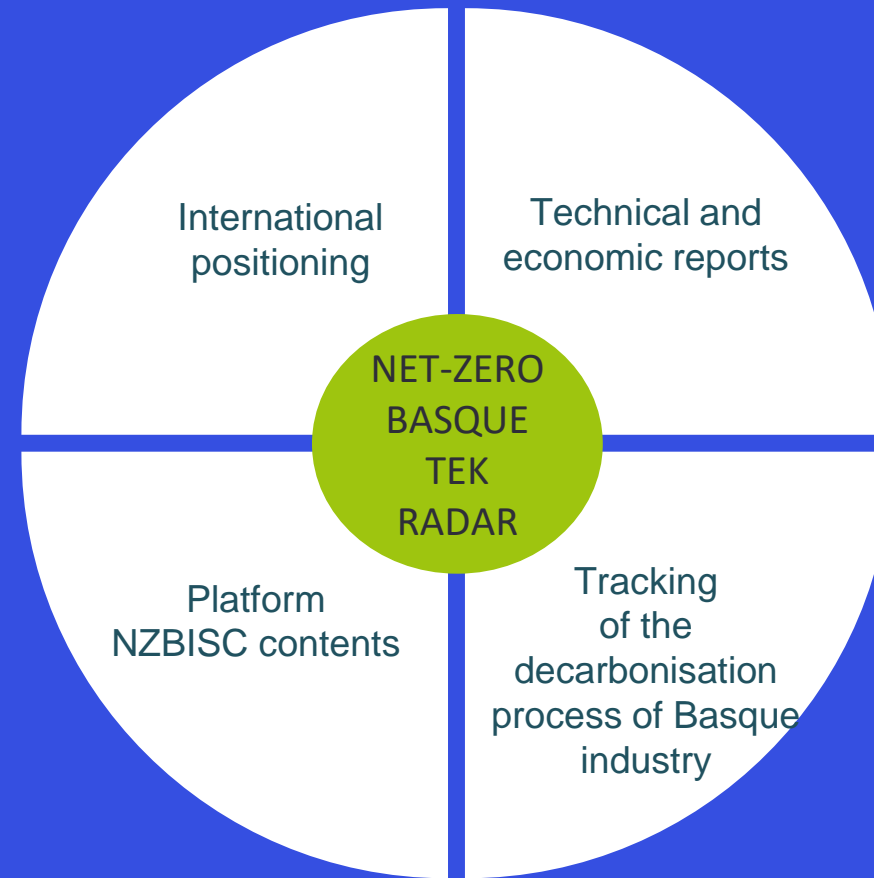 International
positioning
Technical and
economic reports
NET-ZERO
BASQUE
TEK
RADAR
Platform
NZBISC contents
Tracking
of the
decarbonisation
process of Basque
industry